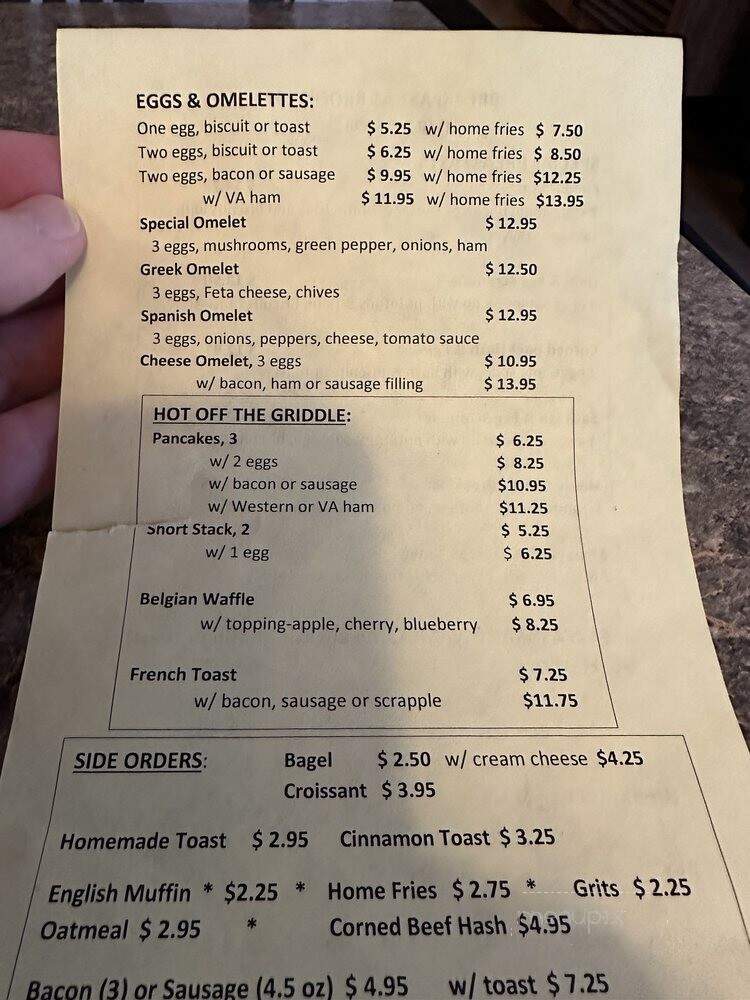 EGGS & OMELETTES:
One egg, biscuit or toast $ 5.25 w/ home fries $ 7.50
Two eggs, biscuit or toast $ 6.25 w/ home fries $ 8.50
Two eggs, bacon or sausage $ 9.95 w/ home fries $12.25
w/ VA ham $ 11.95 w/ home fries $13.95
Special Omelet $ 12.95
3 eggs, mushrooms, green pepper, onions, ham
Greek Omelet $ 12.50
3 eggs, Feta cheese, chives
Spanish Omelet $ 12.95
3 eggs, onions, peppers, cheese, tomato sauce
Cheese Omelet, 3 eggs $ 10.95
w/ bacon, ham or sausage filling $ 13.95
HOT OFF THE GRIDDLE:
Pancakes, 3 $ 6.25
w/ 2 eggs $ 8.25
w/ bacon or sausage $10.95
w/ Western or VA ham $11.25
Short Stack, 2 $ 5.25
w/ 1 egg $ 6.25
Belgian Waffle $ 6.95
w/ topping-apple, cherry, blueberry $ 8.25
French Toast $ 7.25
w/ bacon, sausage or scrapple $11.75
SIDE ORDERS: Bagel $ 2.50 w/ cream cheese $4.25
Croissant $ 3.95
Homemade Toast $ 2.95 Cinnamon Toast $ 3.25
English Muffin * $2.25 * Home Fries $ 2.75 * Grits $ 2.25
Oatmeal $ 2.95 * Corned Beef Hash $4.95
Bacon (3) or Sausage (4.5 oz) $ 4.95 w/ toast $ 7.25